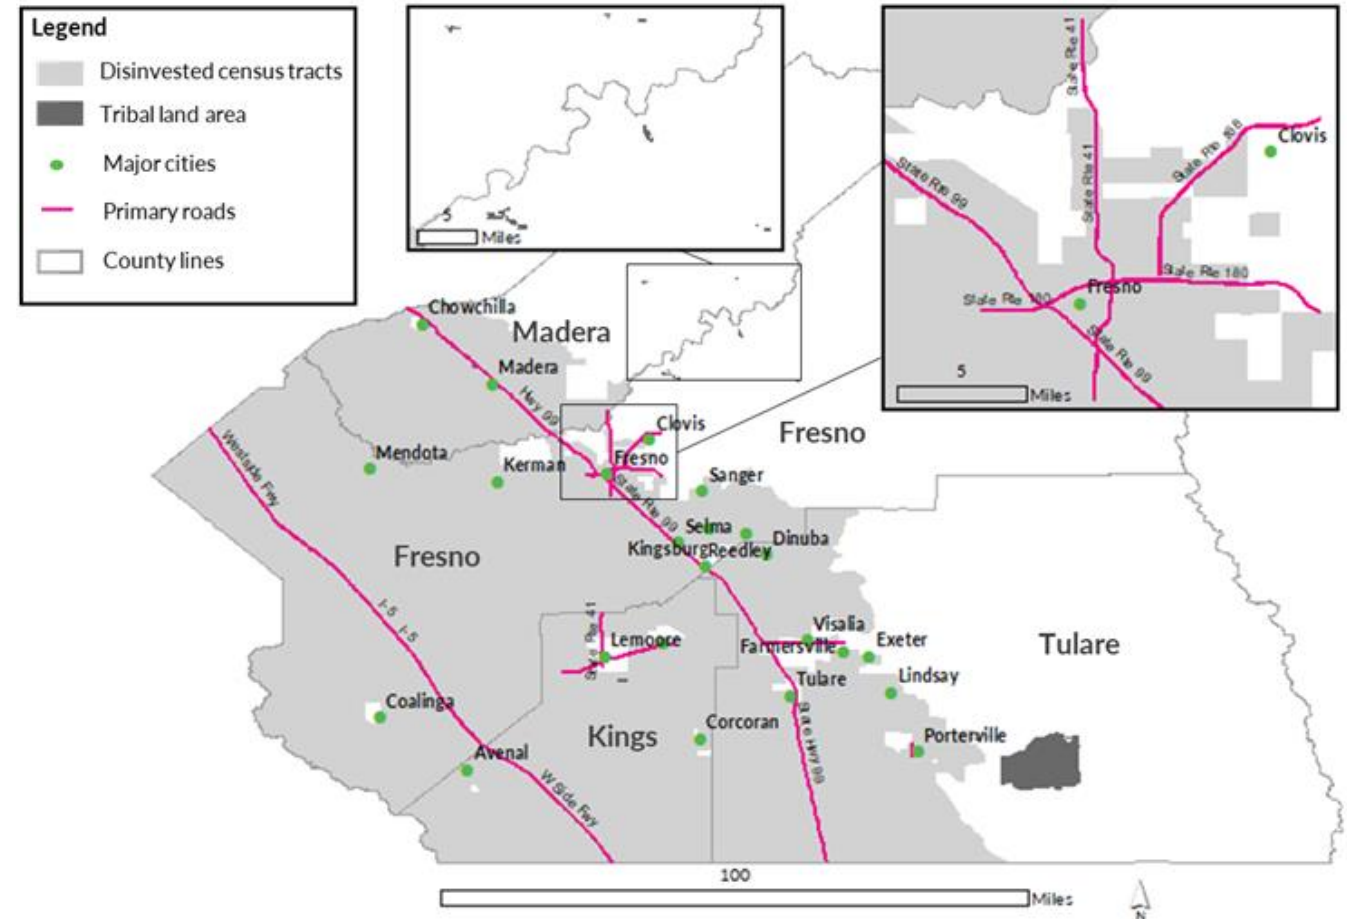 Legend
Disinvested census tracts
Tribal land area
Major cities
Primary roads
County lines
5
Miles
State Rte 41
State Rte 41
State Rte 168
Clovis
State Rte 99
State Rte 180
State Rte 180
Fresno
State Rte 99
5
Miles
Chowchilla
Madera
Madera
Hwy 99
Clovis
Fresno
Mendota
Kerman
Fresno
Sanger
Westside Fwy
State Rte 99
Selma
Dinuba
Kingsburg
Reedley
Fresno
I-5
I-5
State Rte 41
Lemoore
Visalia
Farmersville
Exeter
Tulare
Tulare
Lindsay
Coalinga
Kings
Corcoran
State Hwy 99
Porterville
Avenal
W Side Fwy
100
Miles
N